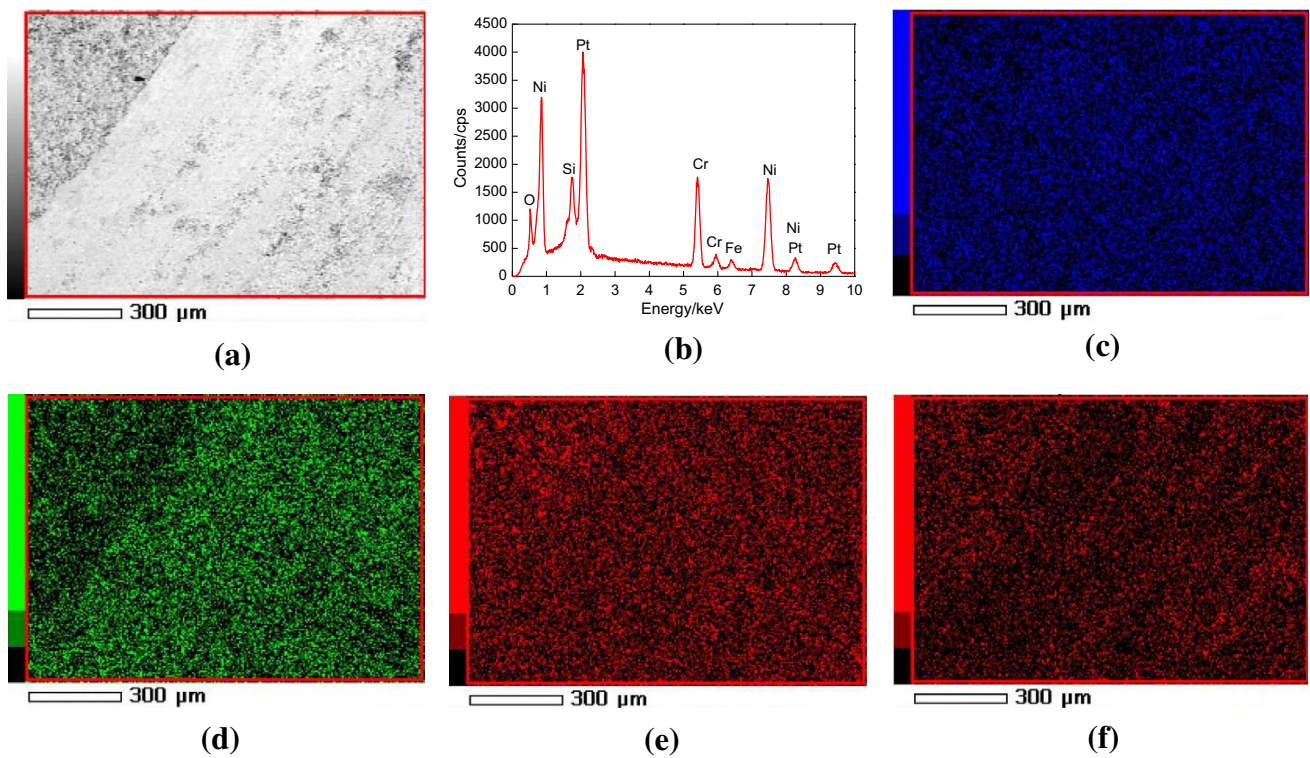 300 µm
(a)
4500
4000
3500
3000
2500
2000
1500
1000
500
0
Counts/cps
0 1 2 3 4 5 6 7 8 9 10
Energy/keV
O
Ni
Si
Pt
Cr
Cr
Fe
Ni
Ni
Pt
Pt
(b)
300 µm
(c)
300 µm
(d)
300 µm
(e)
300 µm
(f)